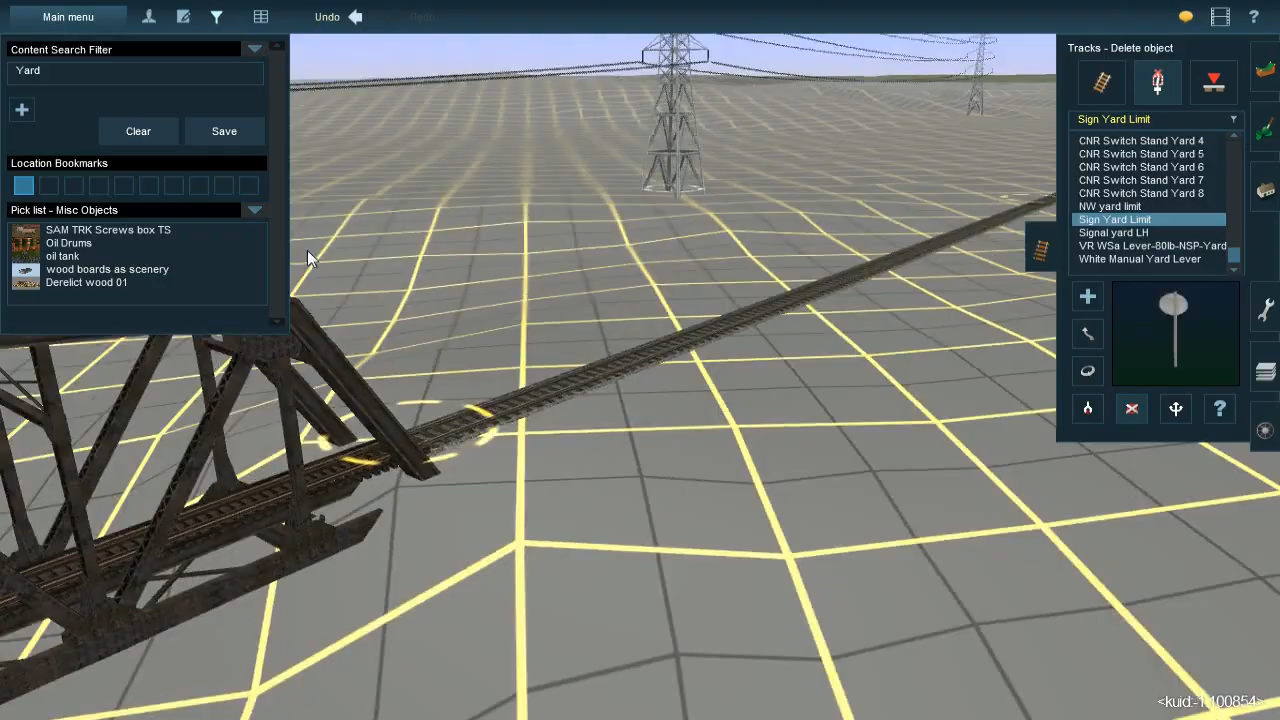 Main menu
Undo
Redo
?
Content Search Filter
Yard
Clear
Save
Location Bookmarks
Pick list - Misc Objects
SAM TRK Screws box TS
Oil Drums
oil tank
wood boards as scenery
Derelict wood 01
Tracks - Delete object
Sign Yard Limit
CNR Switch Stand Yard 4
CNR Switch Stand Yard 5
CNR Switch Stand Yard 6
CNR Switch Stand Yard 7
CNR Switch Stand Yard 8
NW yard limit
Sign Yard Limit
Signal yard LH
VR WSa Lever-80lb-NSP-Yard
White Manual Yard Lever
?
<kuid:-1:100854>